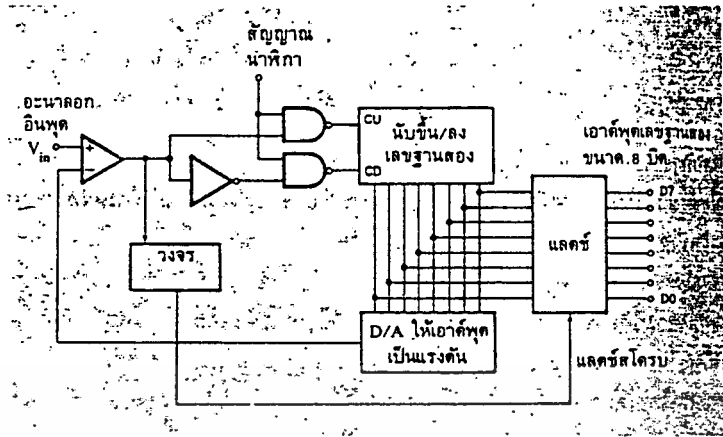 สัญญาณ
นาฬิกา
อะนาลอก
อินพุต
Vin
+
−
CU
CD
นับขึ้น/ลง
เลขฐานสอง
เอาต์พุตเลขฐานสอง
ขนาด 8 บิต
D7
แลตช์
D0
วงจร
D/A ให้เอาต์พุต
เป็นแรงดัน
แลตช์สโตรบ